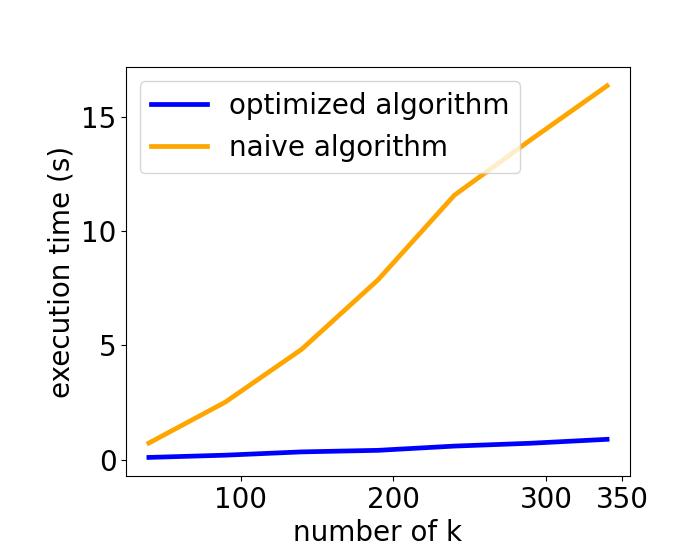 optimized algorithm
naive algorithm
execution time (s)
15
10
5
0
100 200 300 350
number of k